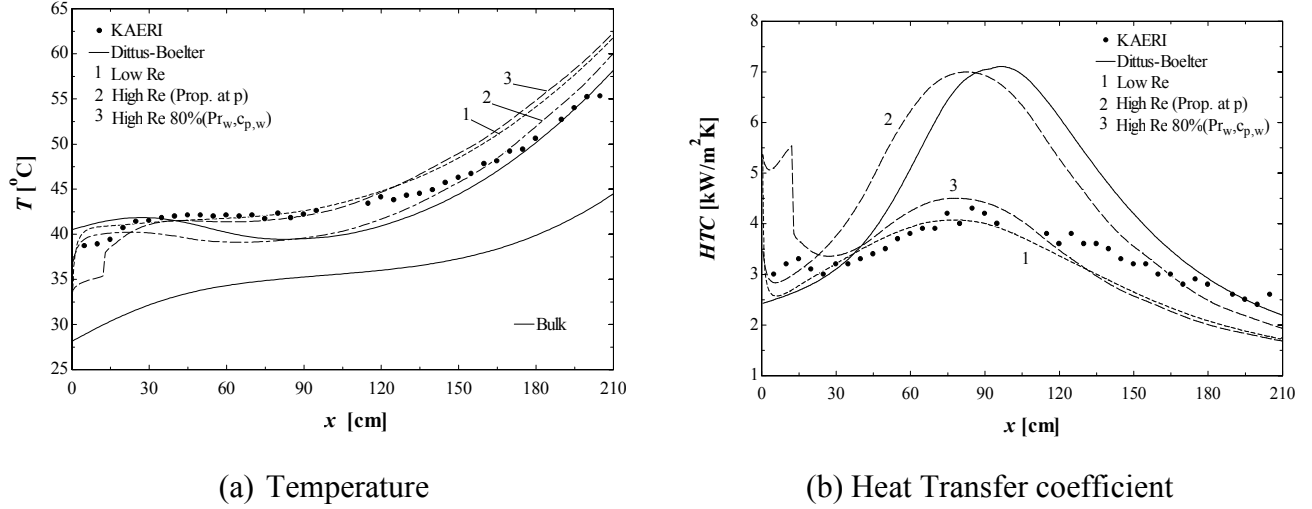 65
60
55
50
45
40
35
30
25
T [°C]
KAERI
Dittus-Boelter
1 Low Re
2 High Re (Prop. at p)
3 High Re 80%(Pr_w,c_p,w)
3
2
1
Bulk
0 30 60 90 120 150 180 210
x [cm]
(a) Temperature
8
7
6
5
4
3
2
1
HTC [kW/m²K]
KAERI
Dittus-Boelter
1 Low Re
2 High Re (Prop. at p)
3 High Re 80%(Pr_w,c_p,w)
2
3
1
0 30 60 90 120 150 180 210
x [cm]
(b) Heat Transfer coefficient